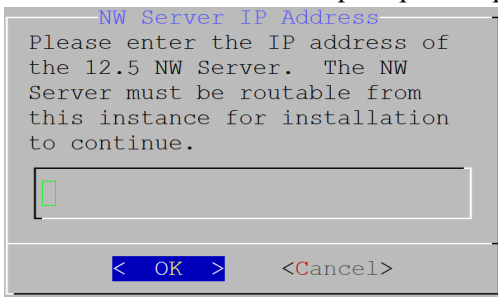 NW Server IP Address
Please enter the IP address of
the 12.5 NW Server.  The NW
Server must be routable from
this instance for installation
to continue.
<  OK  >    <Cancel>